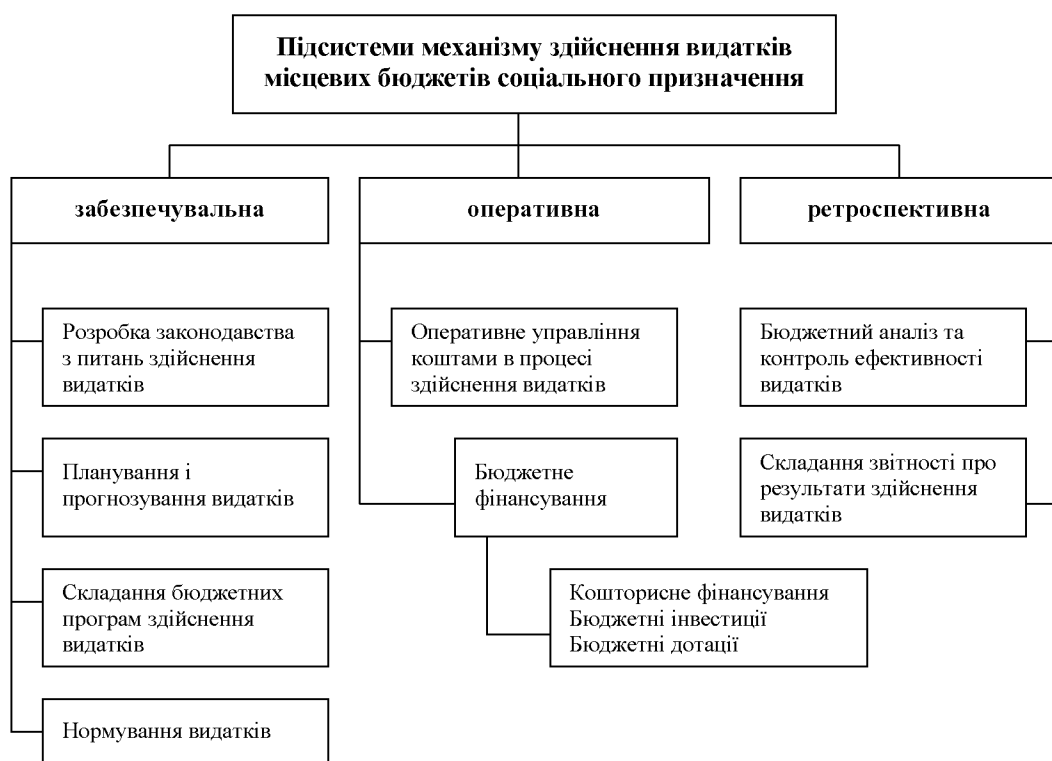 Підсистеми механізму здійснення видатків
місцевих бюджетів соціального призначення
забезпечувальна
оперативна
ретроспективна
Розробка законодавства
з питань здійснення
видатків
Оперативне управління
коштами в процесі
здійснення видатків
Бюджетний аналіз та
контроль ефективності
видатків
Планування і
прогнозування видатків
Бюджетне
фінансування
Складання звітності про
результати здійснення
видатків
Складання бюджетних
програм здійснення
видатків
Кошторисне фінансування
Бюджетні інвестиції
Бюджетні дотації
Нормування видатків